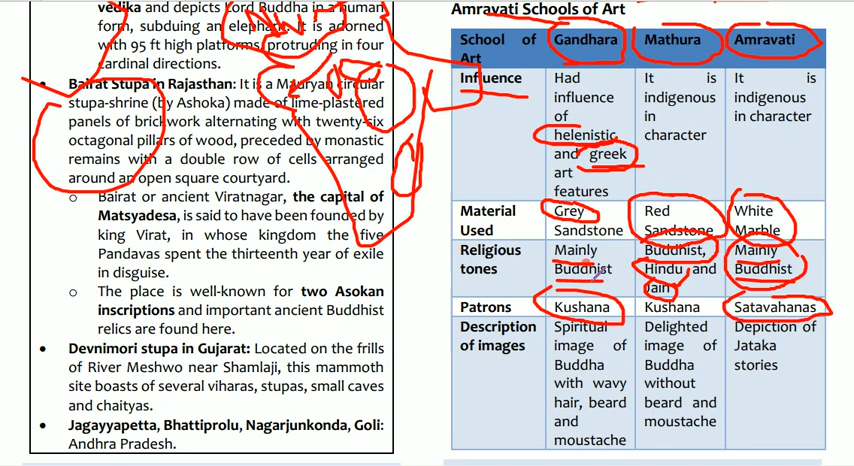 vedika and depicts Lord Buddha in a human
form, subduing an elephant. It is adorned
with 95 ft high platforms protruding in four
cardinal directions.
• Bairat Stupa in Rajasthan: It is a Mauryan circular
stupa-shrine (by Ashoka) made of lime-plastered
panels of brickwork alternating with twenty-six
octagonal pillars of wood, preceded by monastic
remains with a double row of cells arranged
around an open square courtyard.
o Bairat or ancient Viratnagar, the capital of
Matsyadesa, is said to have been founded by
king Virat, in whose kingdom the five
Pandavas spent the thirteenth year of exile
in disguise.
o The place is well-known for two Asokan
inscriptions and important ancient Buddhist
relics are found here.
• Devnimori stupa in Gujarat: Located on the frills
of River Meshwo near Shamlaji, this mammoth
site boasts of several viharas, stupas, small caves
and chaityas.
• Jagayyapetta, Bhattiprolu, Nagarjunkonda, Goli:
Andhra Pradesh.
Amravati Schools of Art
School of
Art
Gandhara
Mathura
Amravati
Influence
Had
influence
of
helenistic
and greek
art
features
It is
indigenous
in
character
It is
indigenous
in character
Material
Used
Grey
Sandstone
Red
Sandstone
White
Marble
Religious
tones
Mainly
Buddhist
Buddhist,
Hindu and
Jain
Mainly
Buddhist
Patrons
Kushana
Kushana
Satavahanas
Description
of images
Spiritual
image of
Buddha
with wavy
hair, beard
and
moustache
Delighted
image of
Buddha
without
beard and
moustache
Depiction of
Jataka
stories